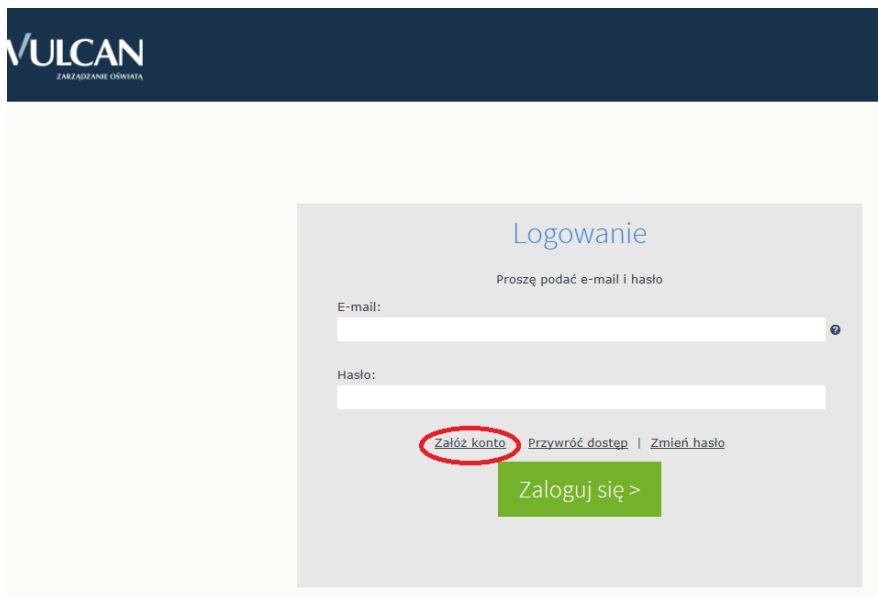 VULCAN
ZARZĄDZANIE OŚWIATĄ
Logowanie
Proszę podać e-mail i hasło
E-mail:
Hasło:
Załóż konto Przywróć dostęp | Zmień hasło
Zaloguj się >